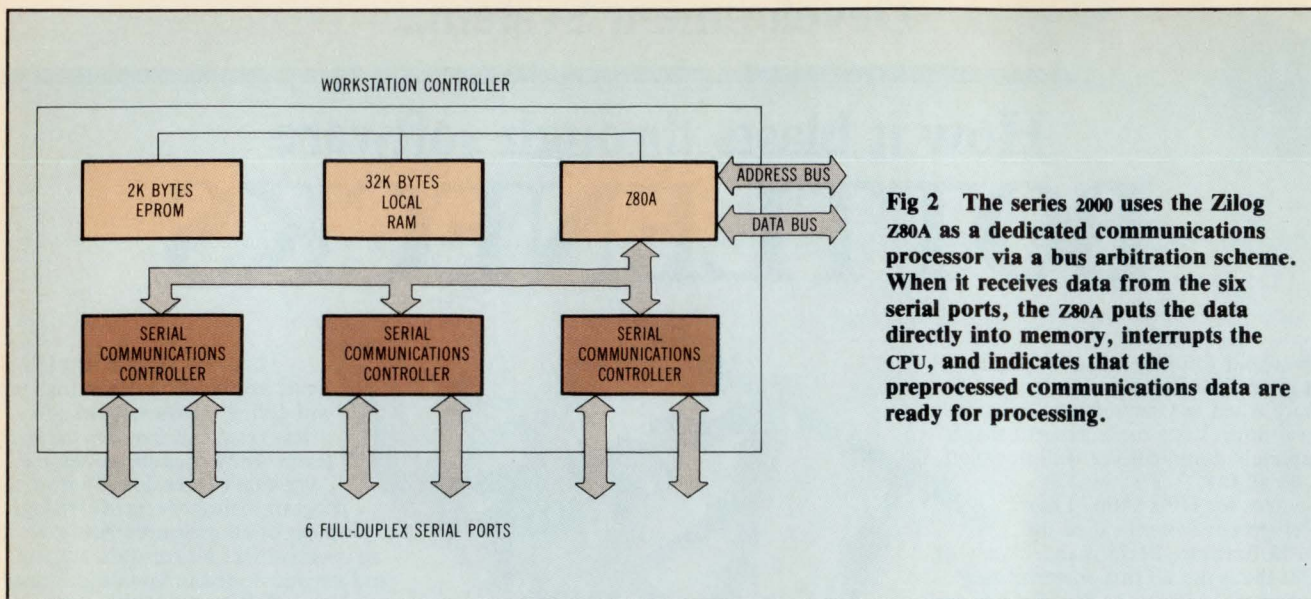 WORKSTATION CONTROLLER
2K BYTES
EPROM
32K BYTES
LOCAL
RAM
Z80A
ADDRESS BUS
DATA BUS
SERIAL
COMMUNICATIONS
CONTROLLER
SERIAL
COMMUNICATIONS
CONTROLLER
SERIAL
COMMUNICATIONS
CONTROLLER
6 FULL-DUPLEX SERIAL PORTS
Fig 2 The series 2000 uses the Zilog
Z80A as a dedicated communications
processor via a bus arbitration scheme.
When it receives data from the six
serial ports, the Z80A puts the data
directly into memory, interrupts the
CPU, and indicates that the
preprocessed communications data are
ready for processing.